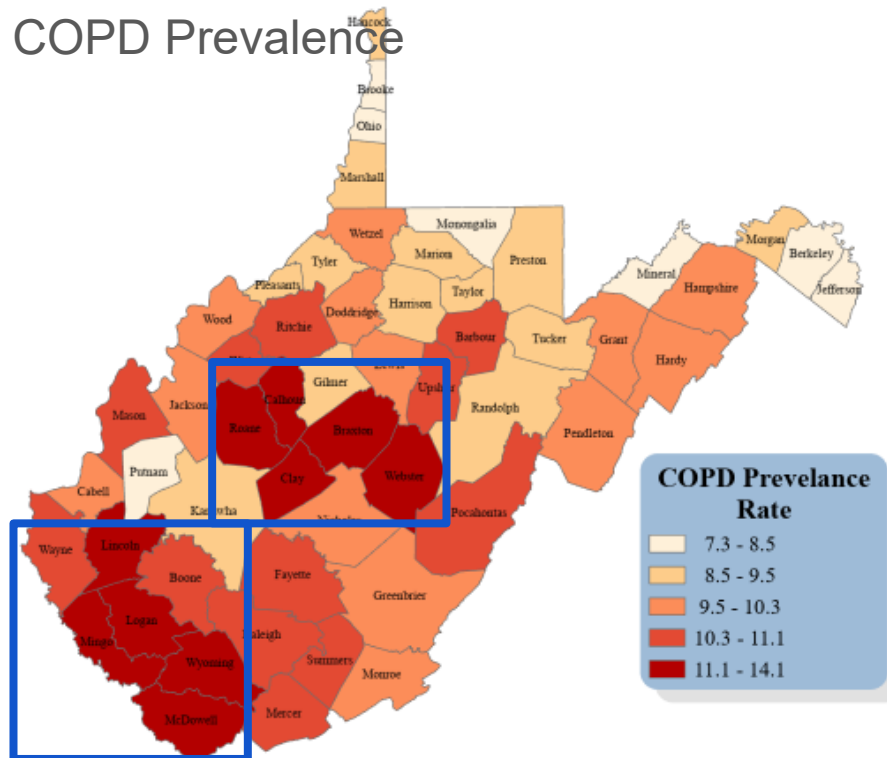 COPD Prevalence
Hancock
Brooke
Ohio
Marshall
Wetzel
Monongalia
Marion
Preston
Tyler
Pleasants
Taylor
Harrison
Doddridge
Wood
Ritchie
Barbour
Tucker
Mineral
Morgan
Berkeley
Jefferson
Hampshire
Grant
Hardy
Pendleton
Gilmer
Lewis
Upshur
Randolph
Mason
Jackson
Roane
Calhoun
Braxton
Webster
Clay
Putnam
Cabell
Kanawha
Nicholas
Pocahontas
Wayne
Lincoln
Boone
Fayette
Greenbrier
Logan
Mingo
Raleigh
Wyoming
Summers
Monroe
McDowell
Mercer
COPD Prevelance
Rate
7.3 - 8.5
8.5 - 9.5
9.5 - 10.3
10.3 - 11.1
11.1 - 14.1